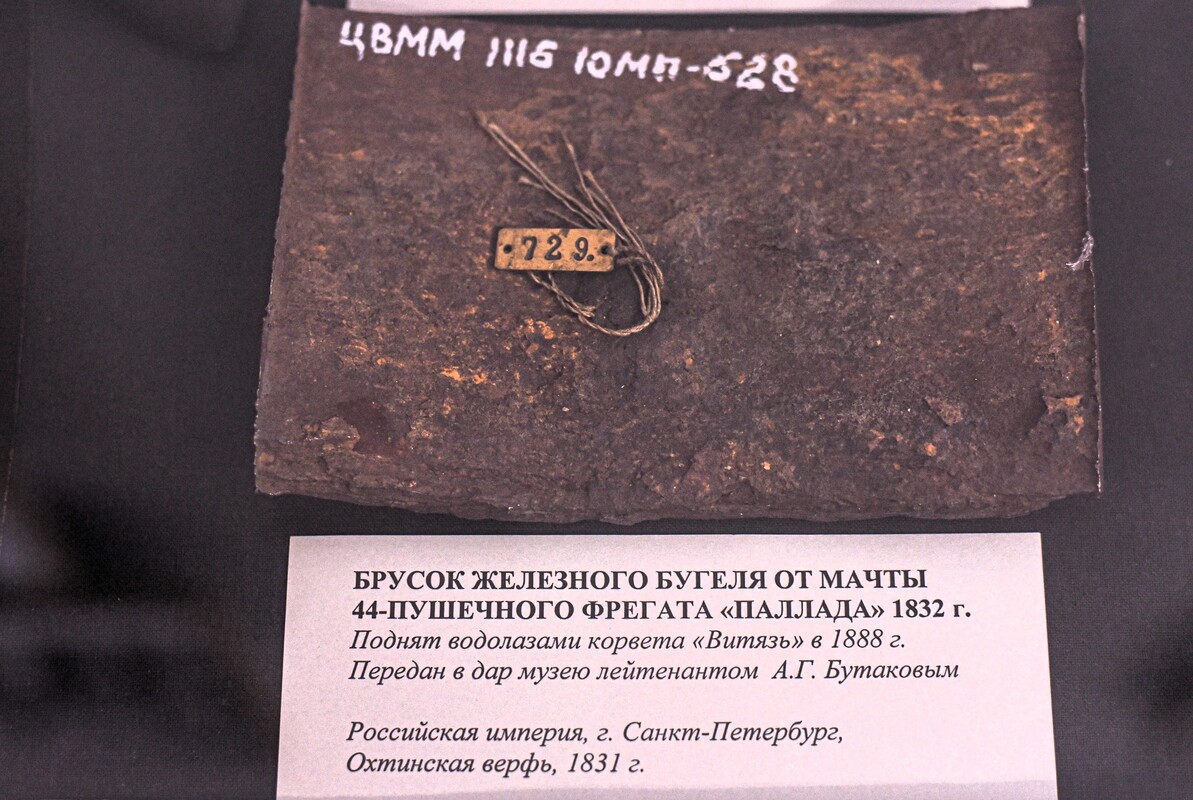 ЦВММ 1116 ЮМП-628
729.
БРУСОК ЖЕЛЕЗНОГО БУГЕЛЯ ОТ МАЧТЫ
44-ПУШЕЧНОГО ФРЕГАТА «ПАЛЛАДА» 1832 г.
Поднят водолазами корвета «Витязь» в 1888 г.
Передан в дар музею лейтенантом А.Г. Бутаковым
Российская империя, г. Санкт-Петербург,
Охтинская верфь, 1831 г.